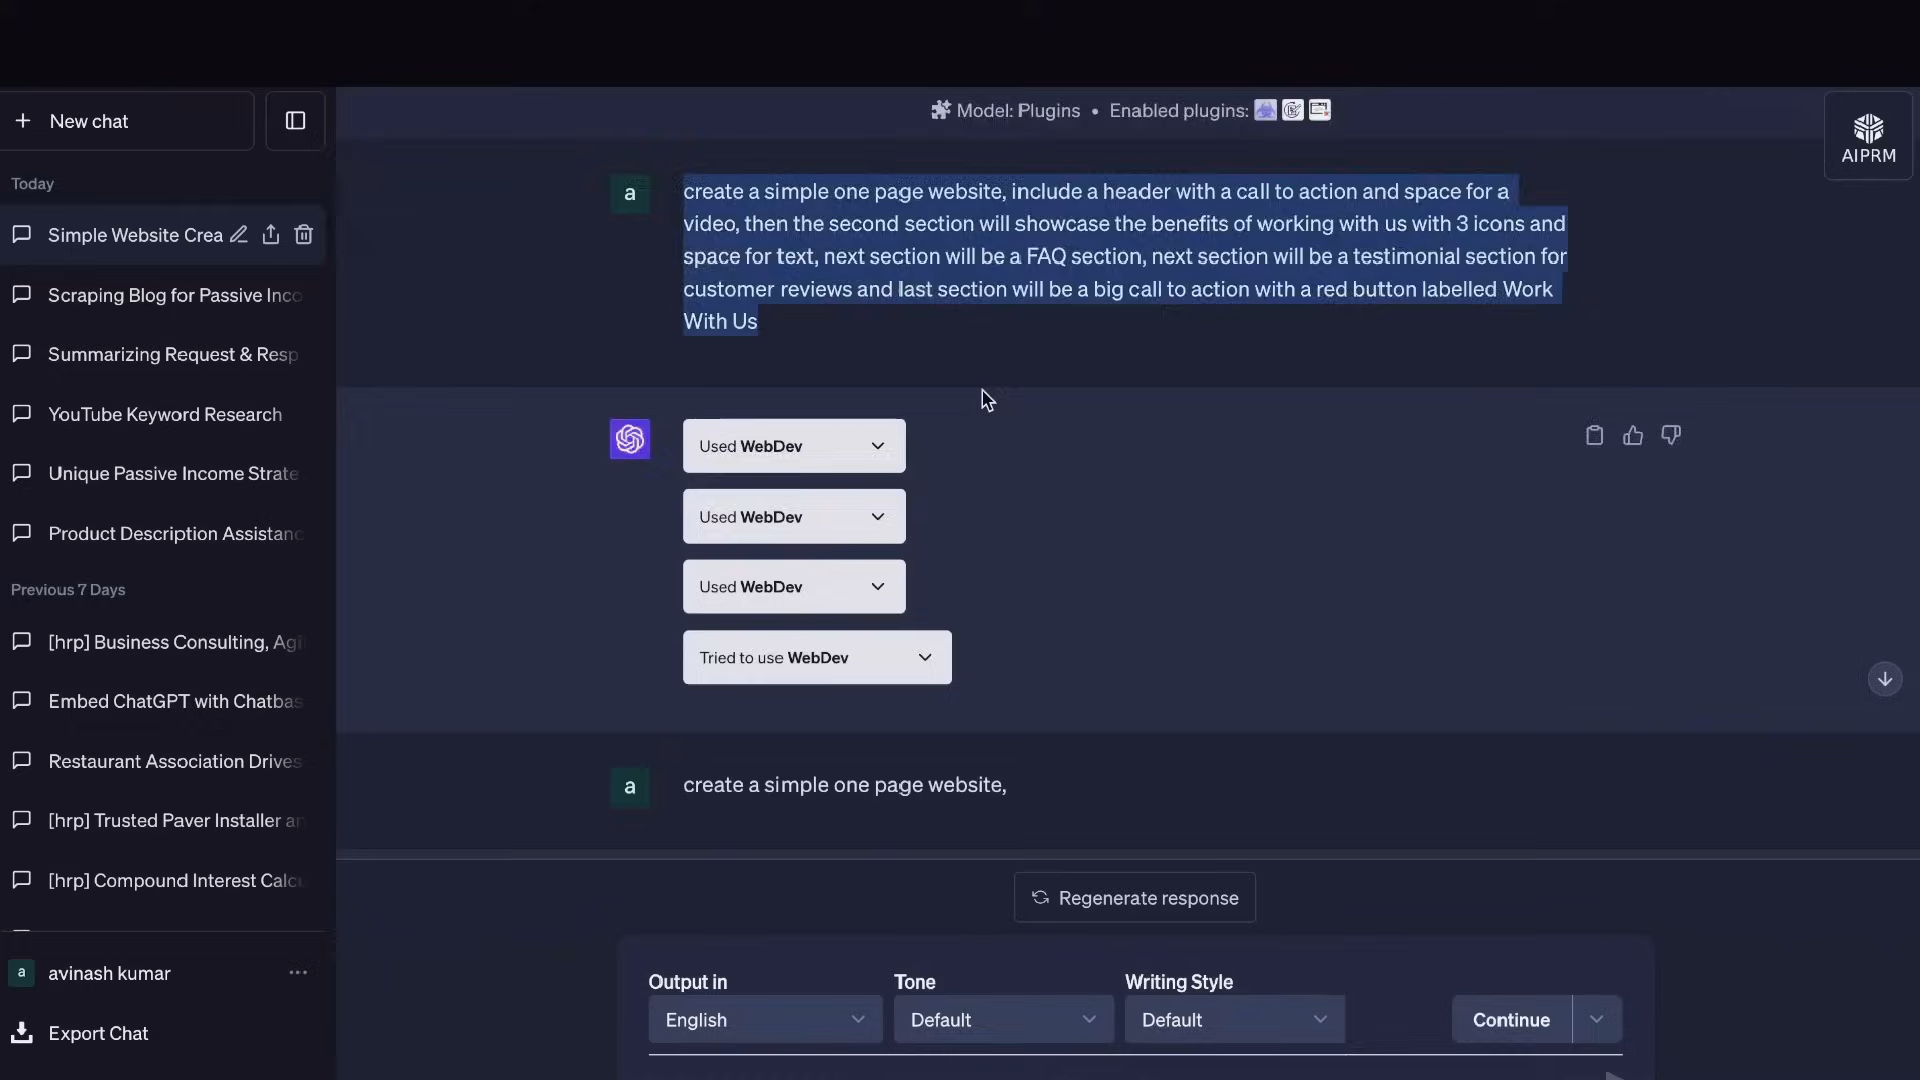 Model: Plugins • Enabled plugins:
AIPRM
New chat
Today
Simple Website Crea
Scraping Blog for Passive Inco
Summarizing Request & Resp
YouTube Keyword Research
Unique Passive Income Strate
Product Description Assistanc
Previous 7 Days
[hrp] Business Consulting, Agi
Embed ChatGPT with Chatbas
Restaurant Association Drives
[hrp] Trusted Paver Installer an
[hrp] Compound Interest Calcu
a avinash kumar
Export Chat
a
create a simple one page website, include a header with a call to action and space for a
video, then the second section will showcase the benefits of working with us with 3 icons and
space for text, next section will be a FAQ section, next section will be a testimonial section for
customer reviews and last section will be a big call to action with a red button labelled Work
With Us
Used WebDev
Used WebDev
Used WebDev
Tried to use WebDev
a create a simple one page website,
Regenerate response
Output in Tone Writing Style
English Default Default Continue